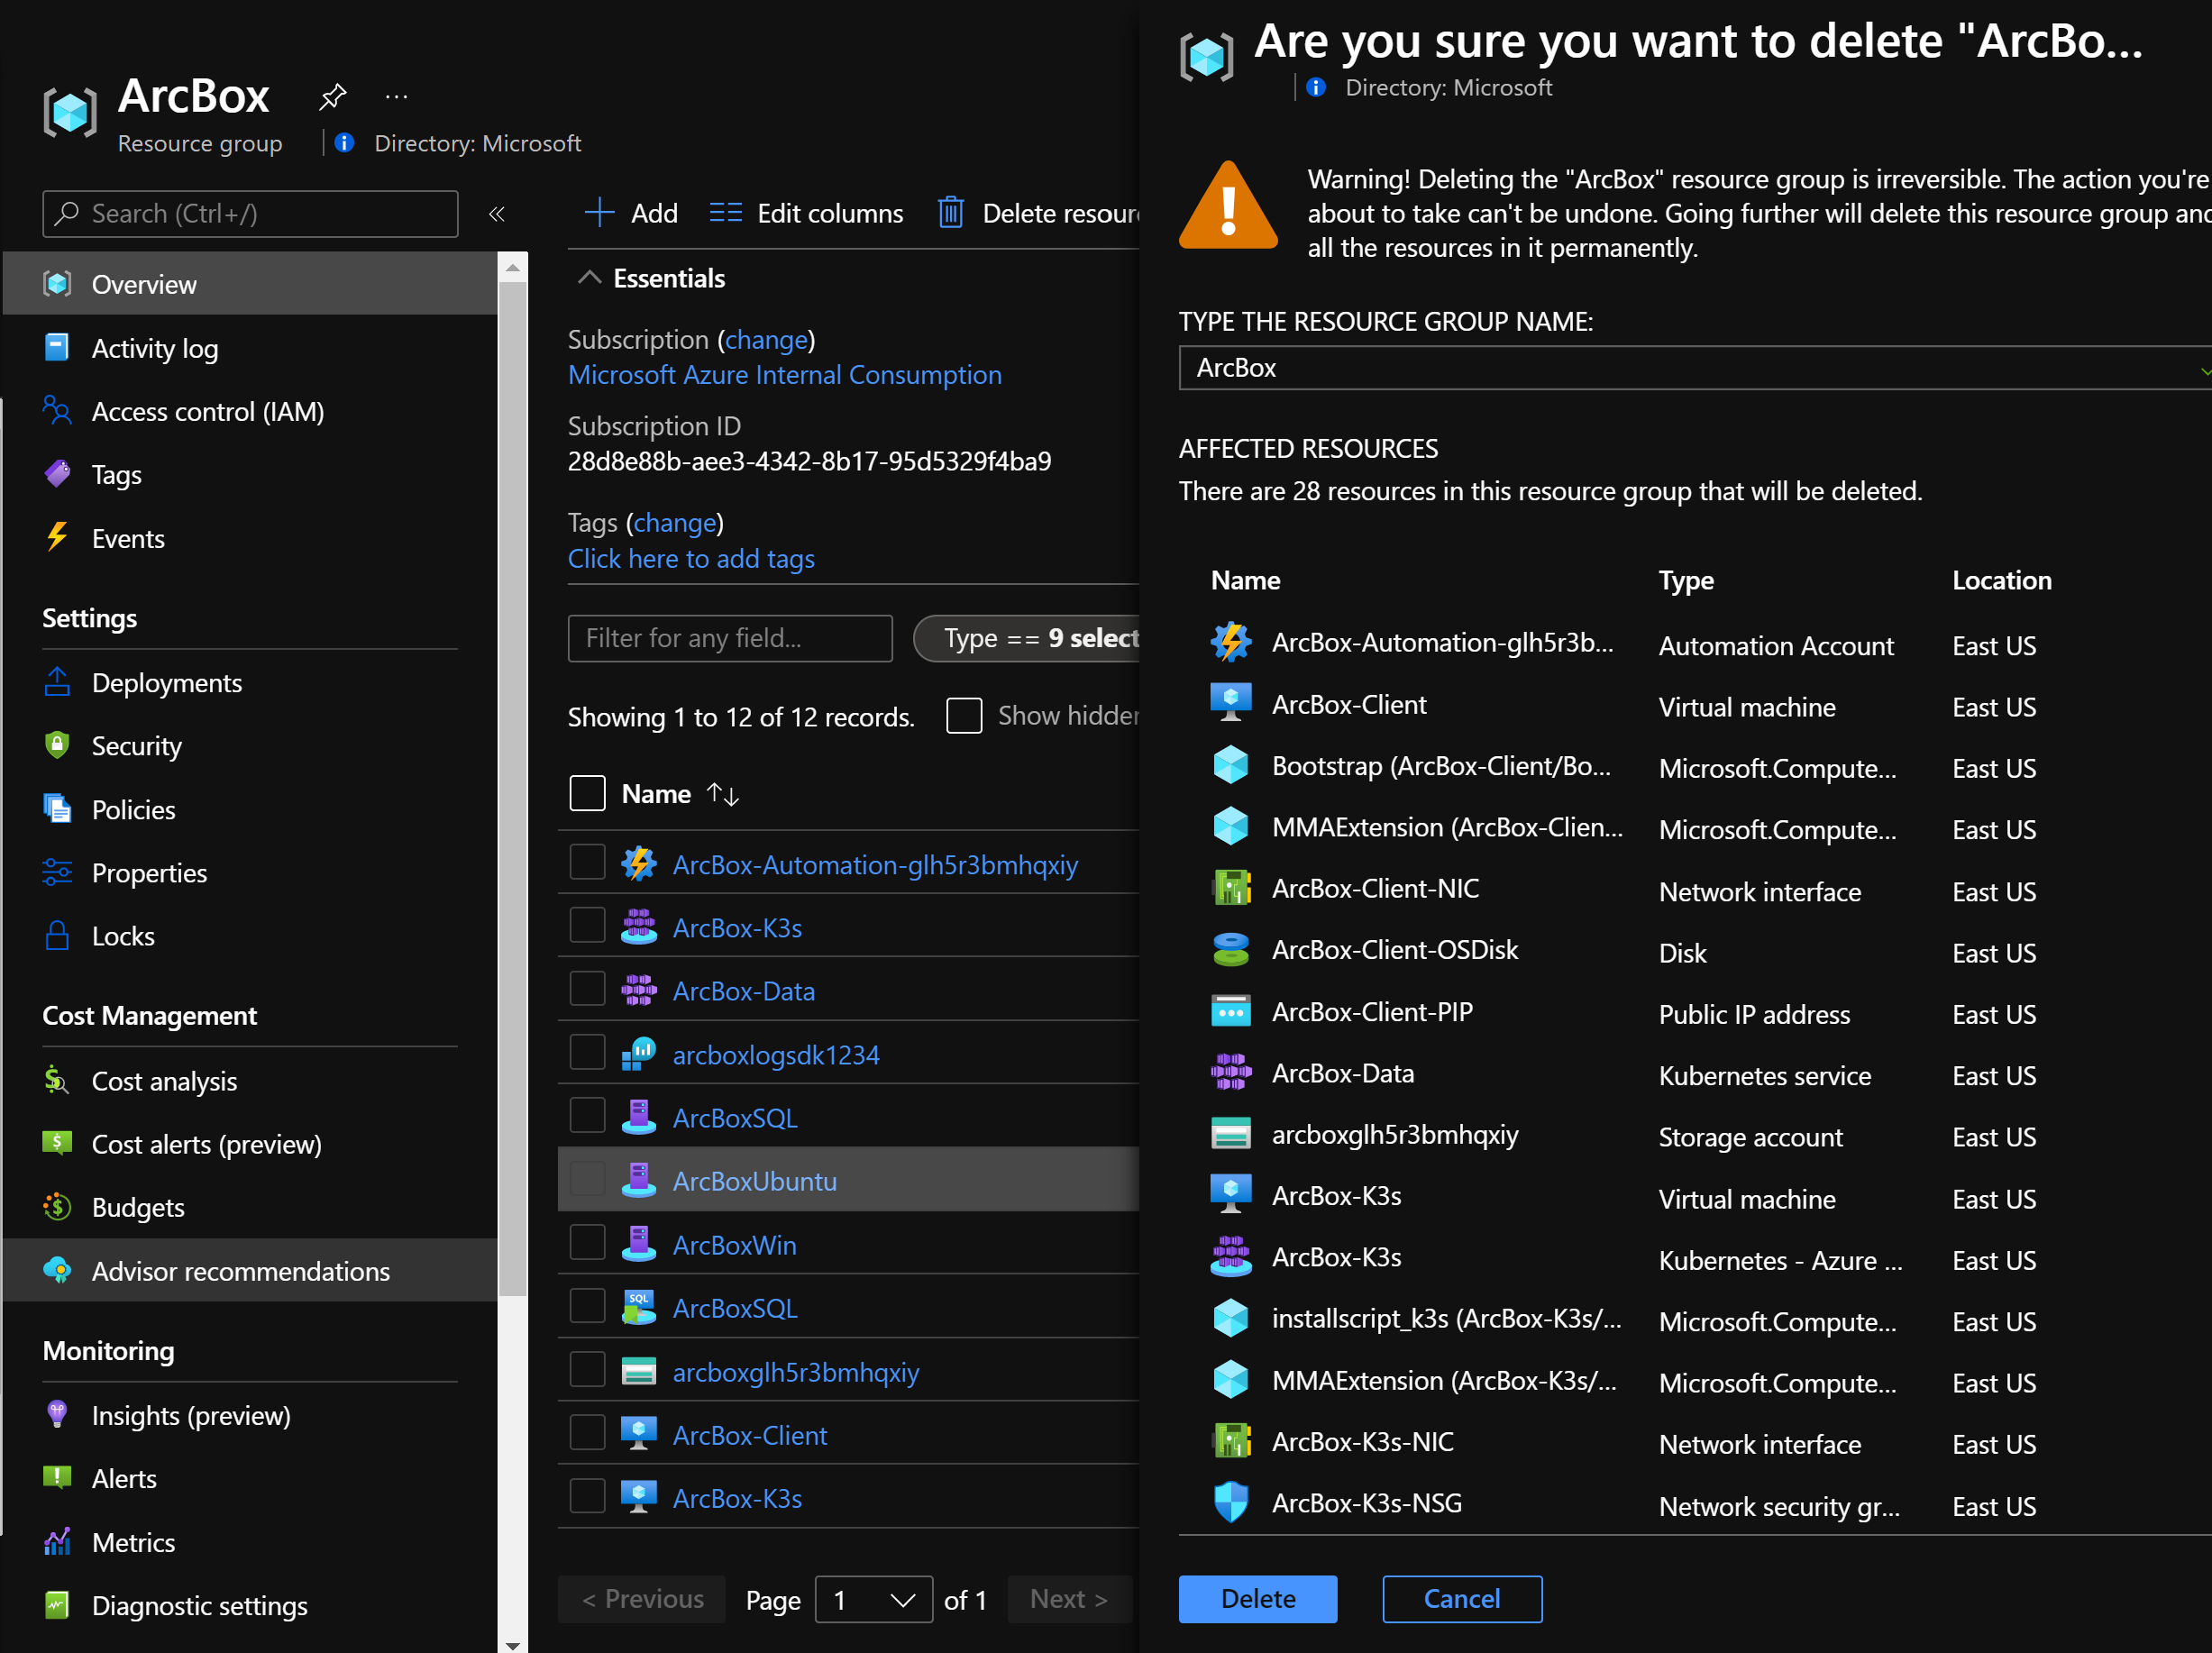 ArcBox
...
Resource group
Directory: Microsoft
Search (Ctrl+/)
«
Overview
Activity log
Access control (IAM)
Tags
Events
Settings
Deployments
Security
Policies
Properties
Locks
Cost Management
Cost analysis
Cost alerts (preview)
Budgets
Advisor recommendations
Monitoring
Insights (preview)
Alerts
Metrics
Diagnostic settings
Add
Edit columns
Delete resour
Essentials
Subscription (change)
Microsoft Azure Internal Consumption
Subscription ID
28d8e88b-aee3-4342-8b17-95d5329f4ba9
Tags (change)
Click here to add tags
Filter for any field...
Type == 9 select
Showing 1 to 12 of 12 records.
Show hidden
Name ↑↓
ArcBox-Automation-glh5r3bmhqxiy
ArcBox-K3s
ArcBox-Data
arcboxlogsdk1234
ArcBoxSQL
ArcBoxUbuntu
ArcBoxWin
SQL
ArcBoxSQL
arcboxglh5r3bmhqxiy
ArcBox-Client
ArcBox-K3s
< Previous
Page
1
of 1
Next >
Are you sure you want to delete "ArcBo...
Directory: Microsoft
Warning! Deleting the "ArcBox" resource group is irreversible. The action you're
about to take can't be undone. Going further will delete this resource group and
all the resources in it permanently.
TYPE THE RESOURCE GROUP NAME:
ArcBox
AFFECTED RESOURCES
There are 28 resources in this resource group that will be deleted.
Name Type Location
ArcBox-Automation-glh5r3b... Automation Account East US
ArcBox-Client Virtual machine East US
Bootstrap (ArcBox-Client/Bo... Microsoft.Compute... East US
MMAExtension (ArcBox-Clien... Microsoft.Compute... East US
ArcBox-Client-NIC Network interface East US
ArcBox-Client-OSDisk Disk East US
ArcBox-Client-PIP Public IP address East US
ArcBox-Data Kubernetes service East US
arcboxglh5r3bmhqxiy Storage account East US
ArcBox-K3s Virtual machine East US
ArcBox-K3s Kubernetes - Azure ... East US
installscript_k3s (ArcBox-K3s/... Microsoft.Compute... East US
MMAExtension (ArcBox-K3s/... Microsoft.Compute... East US
ArcBox-K3s-NIC Network interface East US
ArcBox-K3s-NSG Network security gr... East US
Delete
Cancel